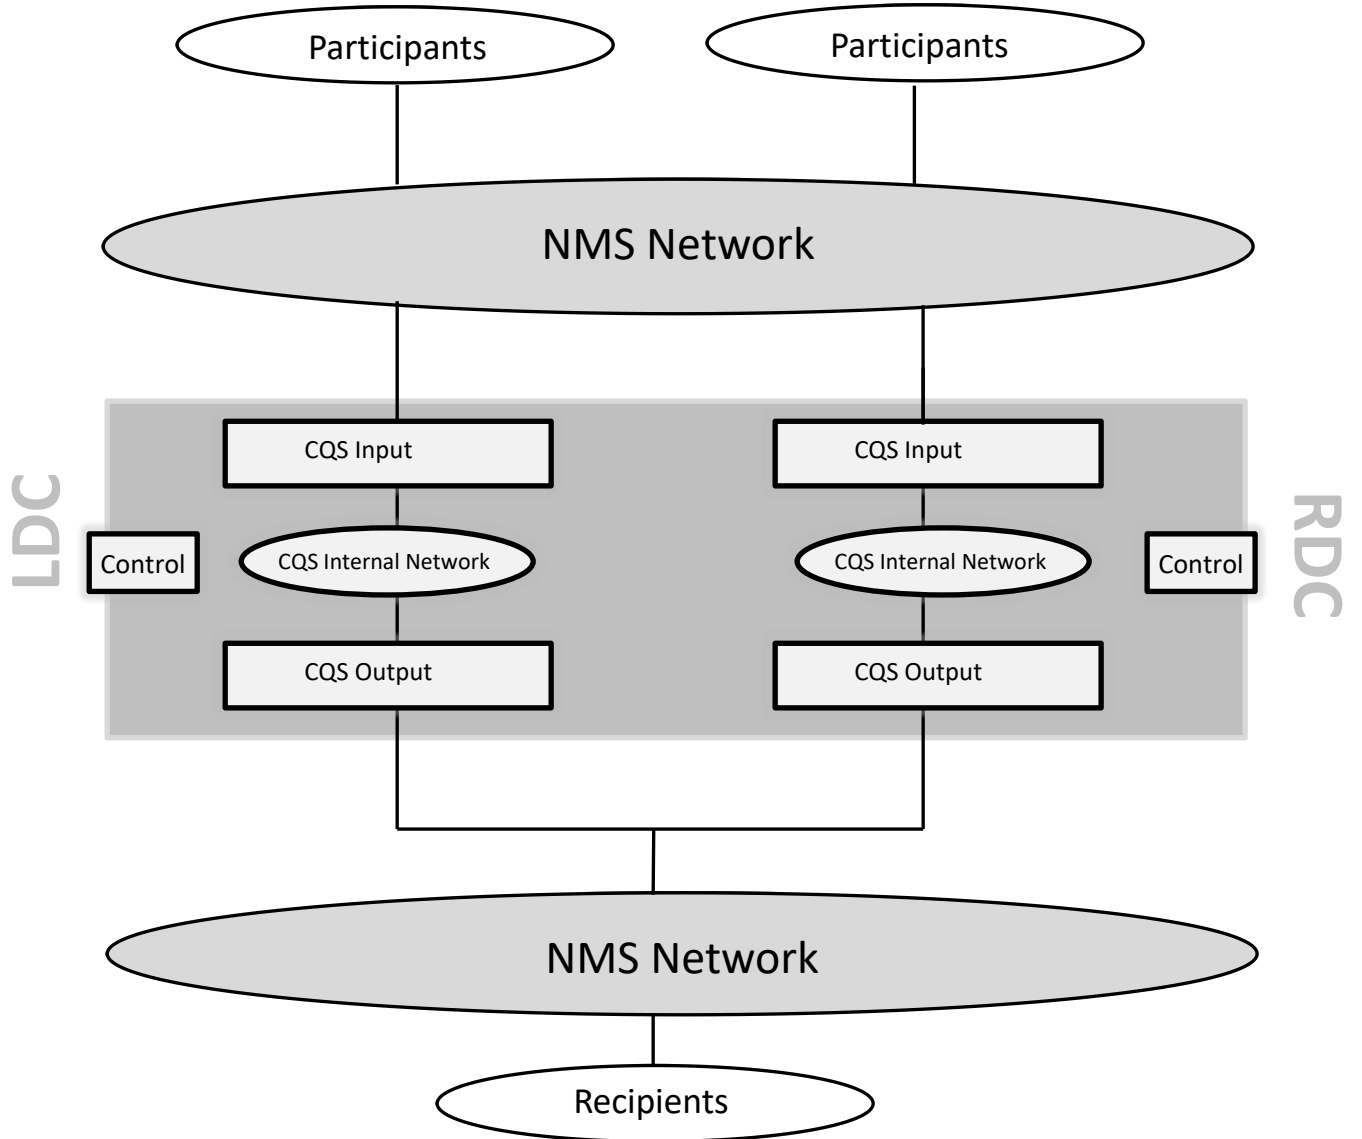 Participants
Participants
NMS Network
CQS Input
CQS Input
LDC
RDC
Control
CQS Internal Network
CQS Internal Network
Control
CQS Output
CQS Output
NMS Network
Recipients